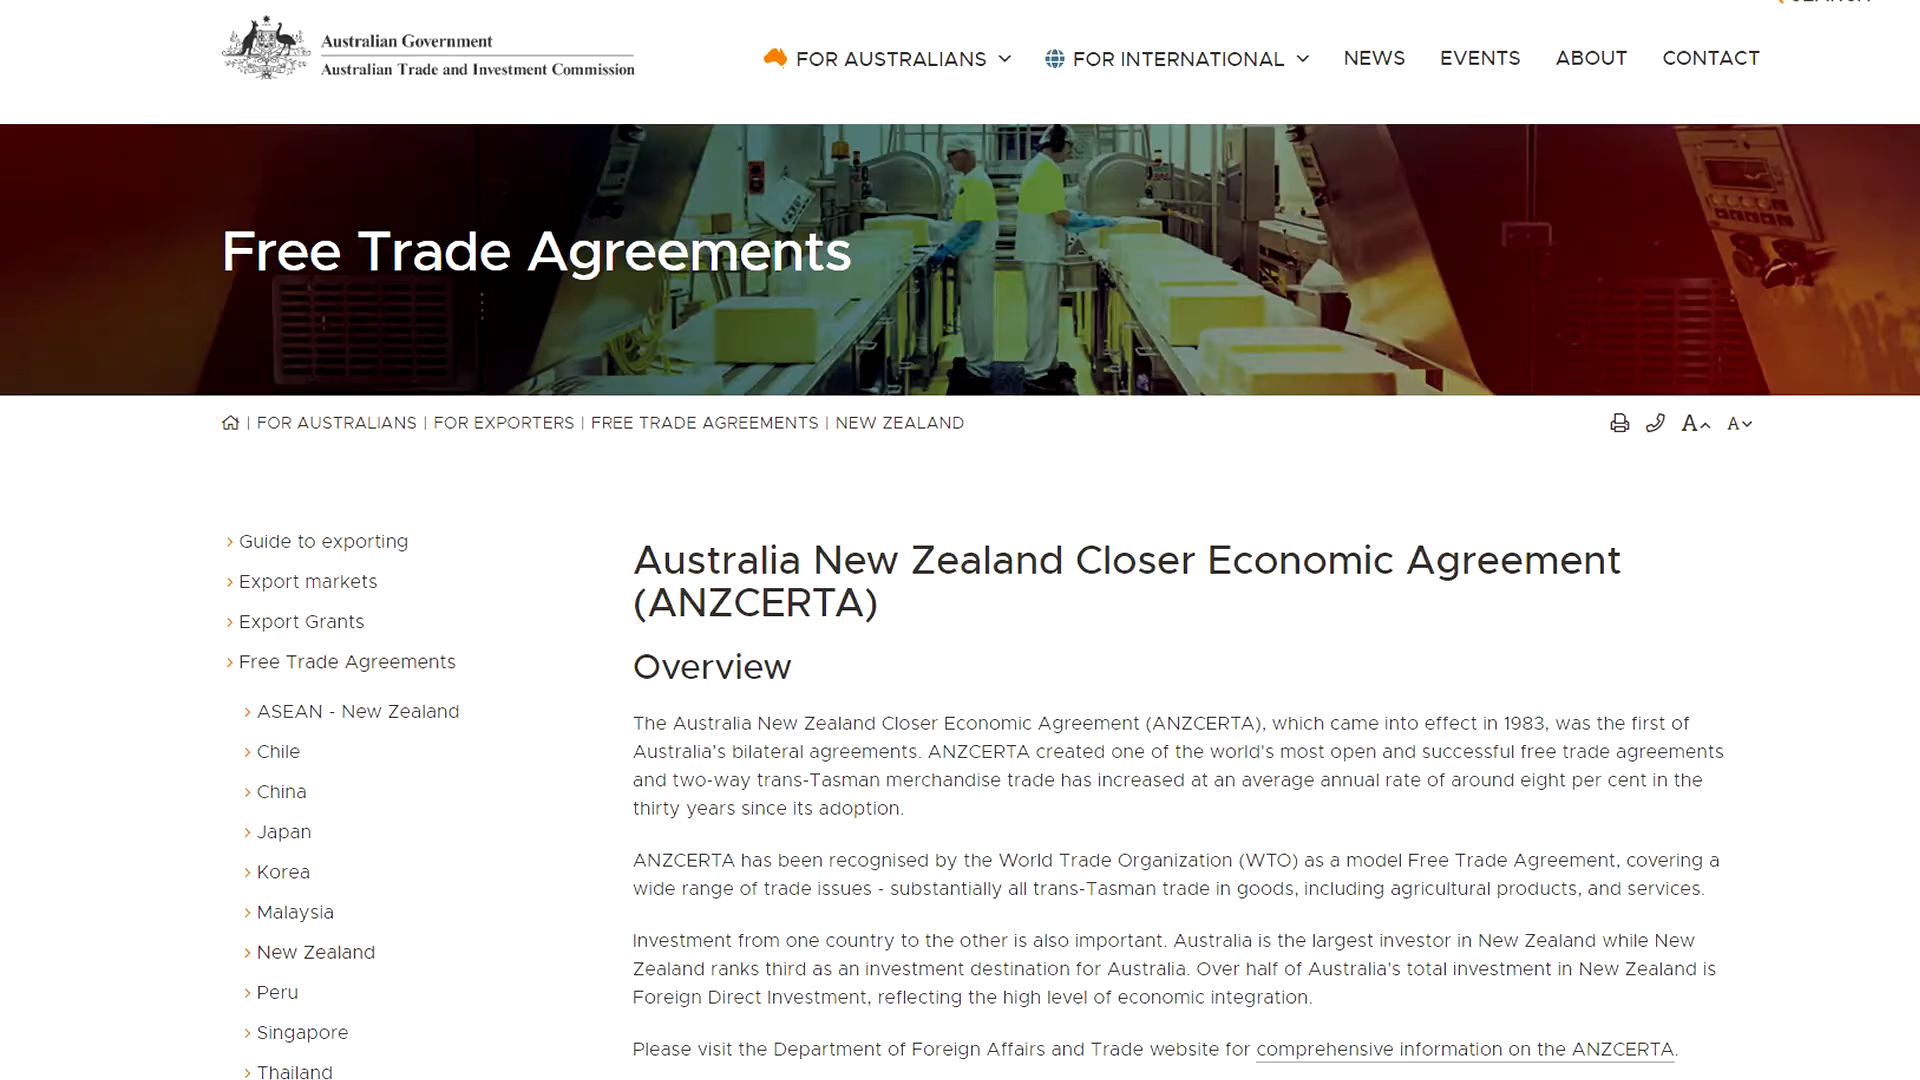 SEARCH
Australian Government
Australian Trade and Investment Commission
FOR AUSTRALIANS
FOR INTERNATIONAL
NEWS
EVENTS
ABOUT
CONTACT
Free Trade Agreements
| FOR AUSTRALIANS | FOR EXPORTERS | FREE TRADE AGREEMENTS | NEW ZEALAND
A A
Guide to exporting
Export markets
Export Grants
Free Trade Agreements
ASEAN - New Zealand
Chile
China
Japan
Korea
Malaysia
New Zealand
Peru
Singapore
Thailand
Australia New Zealand Closer Economic Agreement
(ANZCERTA)
Overview
The Australia New Zealand Closer Economic Agreement (ANZCERTA), which came into effect in 1983, was the first of
Australia's bilateral agreements. ANZCERTA created one of the world's most open and successful free trade agreements
and two-way trans-Tasman merchandise trade has increased at an average annual rate of around eight per cent in the
thirty years since its adoption.
ANZCERTA has been recognised by the World Trade Organization (WTO) as a model Free Trade Agreement, covering a
wide range of trade issues - substantially all trans-Tasman trade in goods, including agricultural products, and services.
Investment from one country to the other is also important. Australia is the largest investor in New Zealand while New
Zealand ranks third as an investment destination for Australia. Over half of Australia's total investment in New Zealand is
Foreign Direct Investment, reflecting the high level of economic integration.
Please visit the Department of Foreign Affairs and Trade website for comprehensive information on the ANZCERTA.